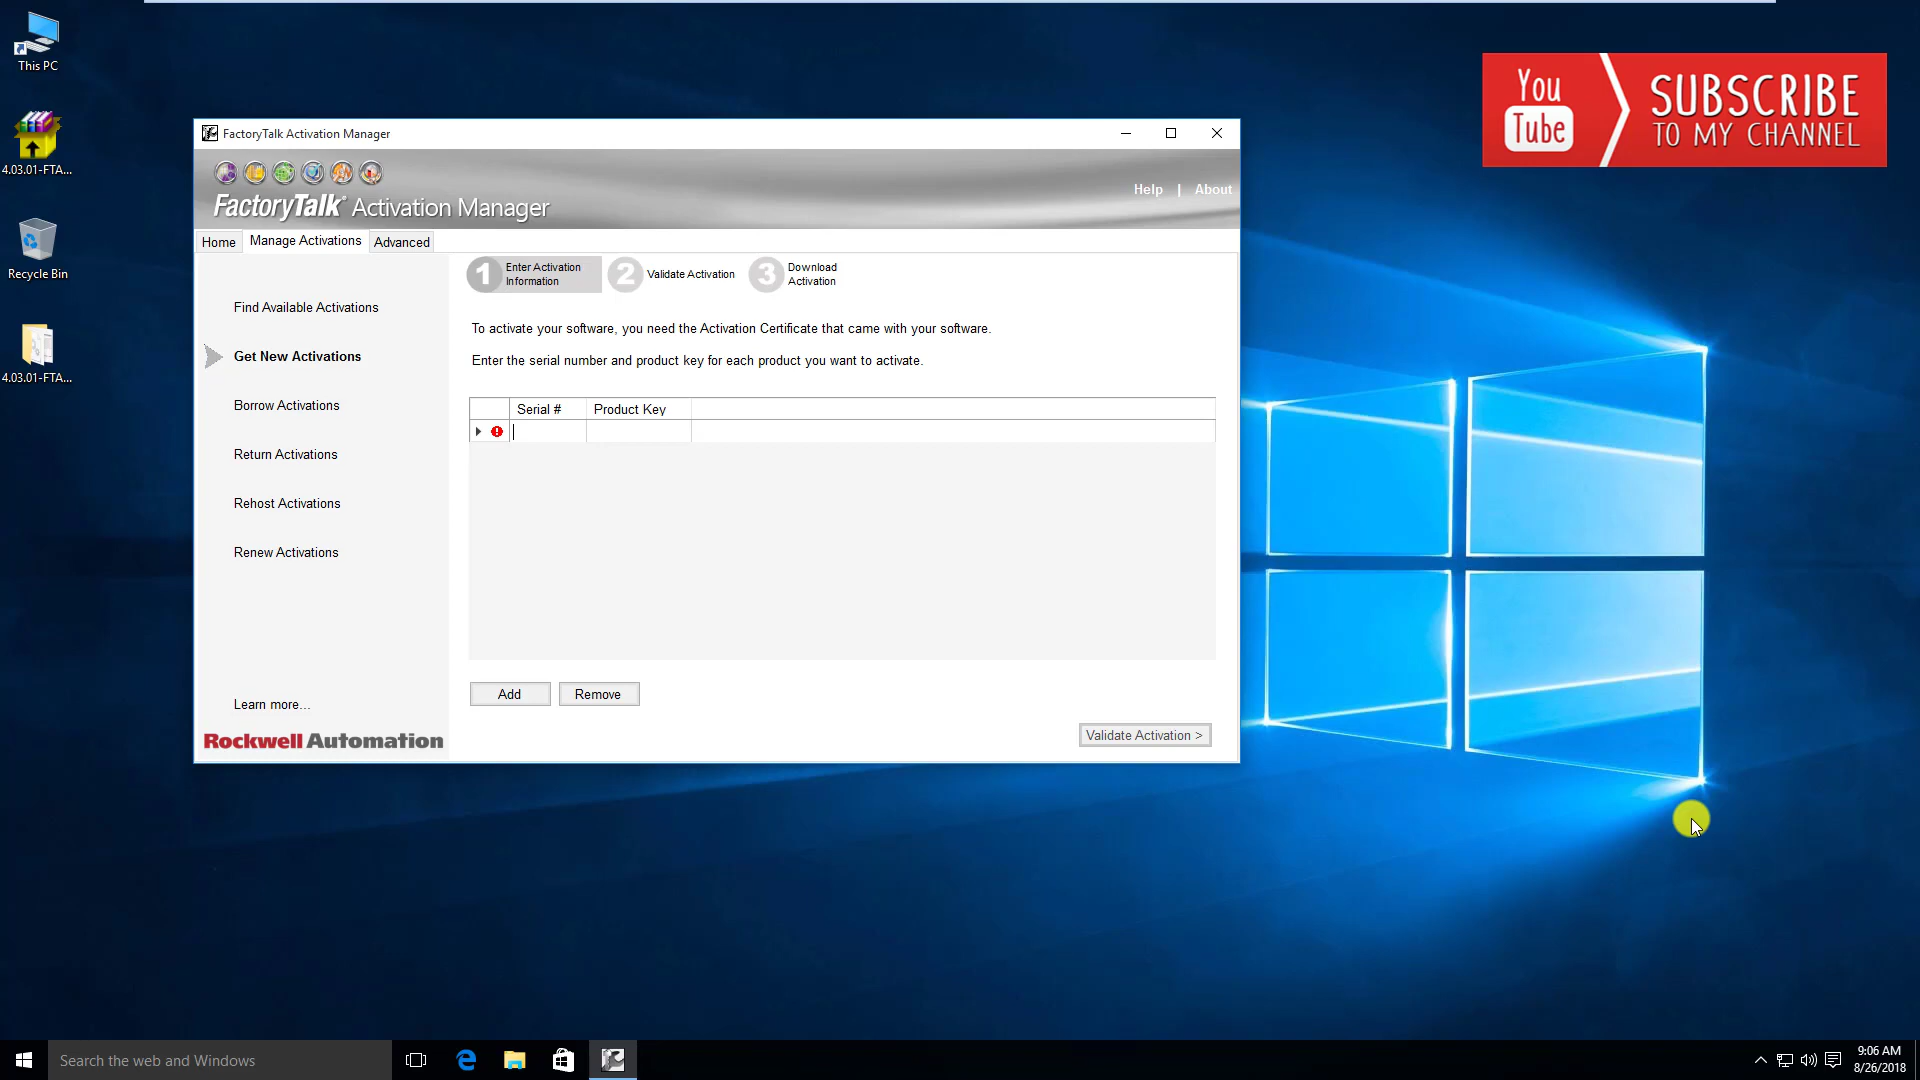 This PC
4.03.01-FTA...
Recycle Bin
4.03.01-FTA...
You
Tube
SUBSCRIBE
TO MY CHANNEL
FactoryTalk Activation Manager
FactoryTalk® Activation Manager
Help | About
Home
Manage Activations
Advanced
Find Available Activations
Get New Activations
Borrow Activations
Return Activations
Rehost Activations
Renew Activations
Learn more...
Rockwell Automation
1 Enter Activation
Information
2 Validate Activation
3 Download
Activation
To activate your software, you need the Activation Certificate that came with your software.
Enter the serial number and product key for each product you want to activate.
Serial # Product Key
Add
Remove
Validate Activation >
Search the web and Windows
9:06 AM
8/26/2018